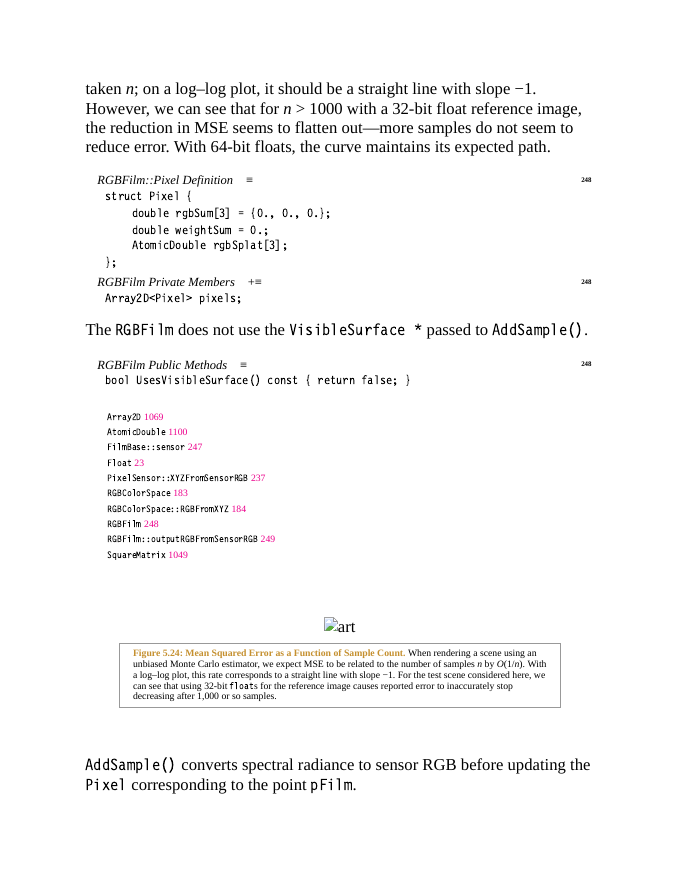 taken n; on a log–log plot, it should be a straight line with slope −1.
However, we can see that for n > 1000 with a 32-bit float reference image,
the reduction in MSE seems to flatten out—more samples do not seem to
reduce error. With 64-bit floats, the curve maintains its expected path.
RGBFilm::Pixel Definition ≡ 248
struct Pixel {
double rgbSum[3] = {0., 0., 0.};
double weightSum = 0.;
AtomicDouble rgbSplat[3];
};
RGBFilm Private Members +≡ 248
Array2D<Pixel> pixels;
The RGBFilm does not use the VisibleSurface * passed to AddSample().
RGBFilm Public Methods ≡ 248
bool UsesVisibleSurface() const { return false; }
Array2D 1069
AtomicDouble 1100
FilmBase::sensor 247
Float 23
PixelSensor::XYZFromSensorRGB 237
RGBColorSpace 183
RGBColorSpace::RGBFromXYZ 184
RGBFilm 248
RGBFilm::outputRGBFromSensorRGB 249
SquareMatrix 1049
art
Figure 5.24: Mean Squared Error as a Function of Sample Count. When rendering a scene using an
unbiased Monte Carlo estimator, we expect MSE to be related to the number of samples n by O(1/n). With
a log–log plot, this rate corresponds to a straight line with slope −1. For the test scene considered here, we
can see that using 32-bit floats for the reference image causes reported error to inaccurately stop
decreasing after 1,000 or so samples.
AddSample() converts spectral radiance to sensor RGB before updating the
Pixel corresponding to the point pFilm.